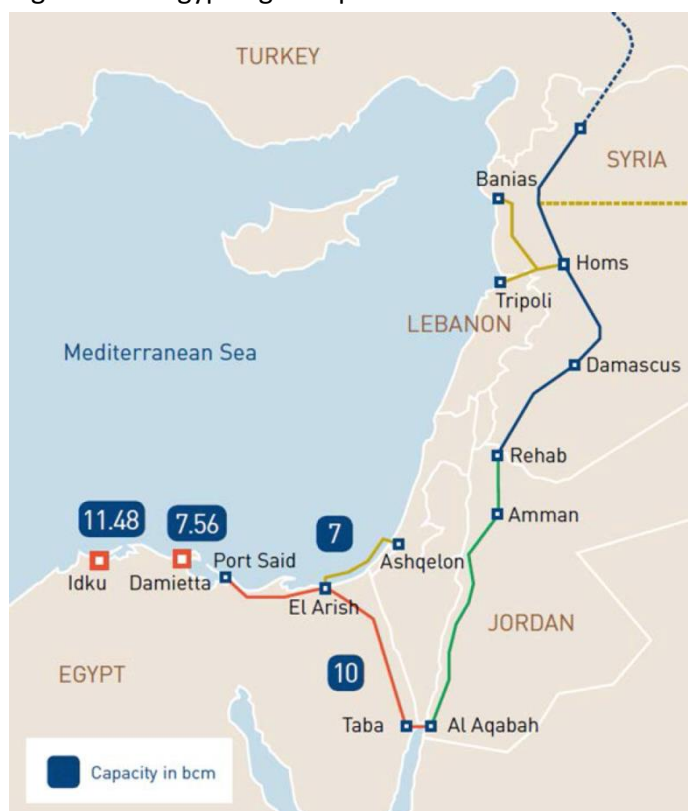 TURKEY
SYRIA
Banias
Homs
Tripoli
LEBANON
Mediterranean Sea
Damascus
Rehab
11.48
7.56
7
Amman
Port Said
Ashqelon
Idku
Damietta
El Arish
JORDAN
EGYPT
10
Taba
Al Aqabah
Capacity in bcm